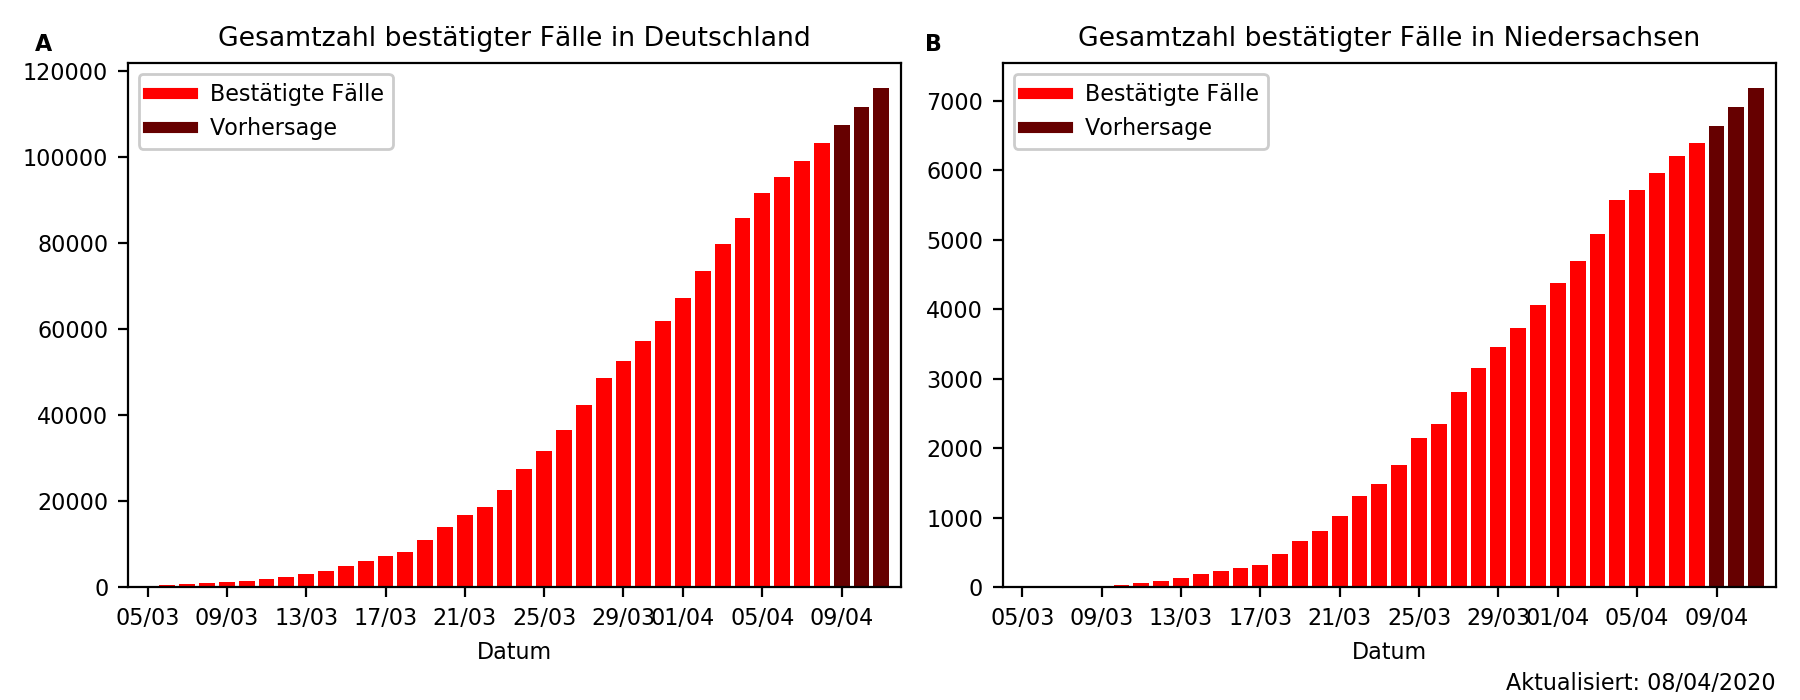 A
Gesamtzahl bestätigter Fälle in Deutschland
120000
100000
80000
60000
40000
20000
0
Bestätigte Fälle
Vorhersage
05/03 09/03 13/03 17/03 21/03 25/03 29/03 01/04 05/04 09/04
Datum
B
Gesamtzahl bestätigter Fälle in Niedersachsen
7000
6000
5000
4000
3000
2000
1000
0
Bestätigte Fälle
Vorhersage
05/03 09/03 13/03 17/03 21/03 25/03 29/03 01/04 05/04 09/04
Datum
Aktualisiert: 08/04/2020